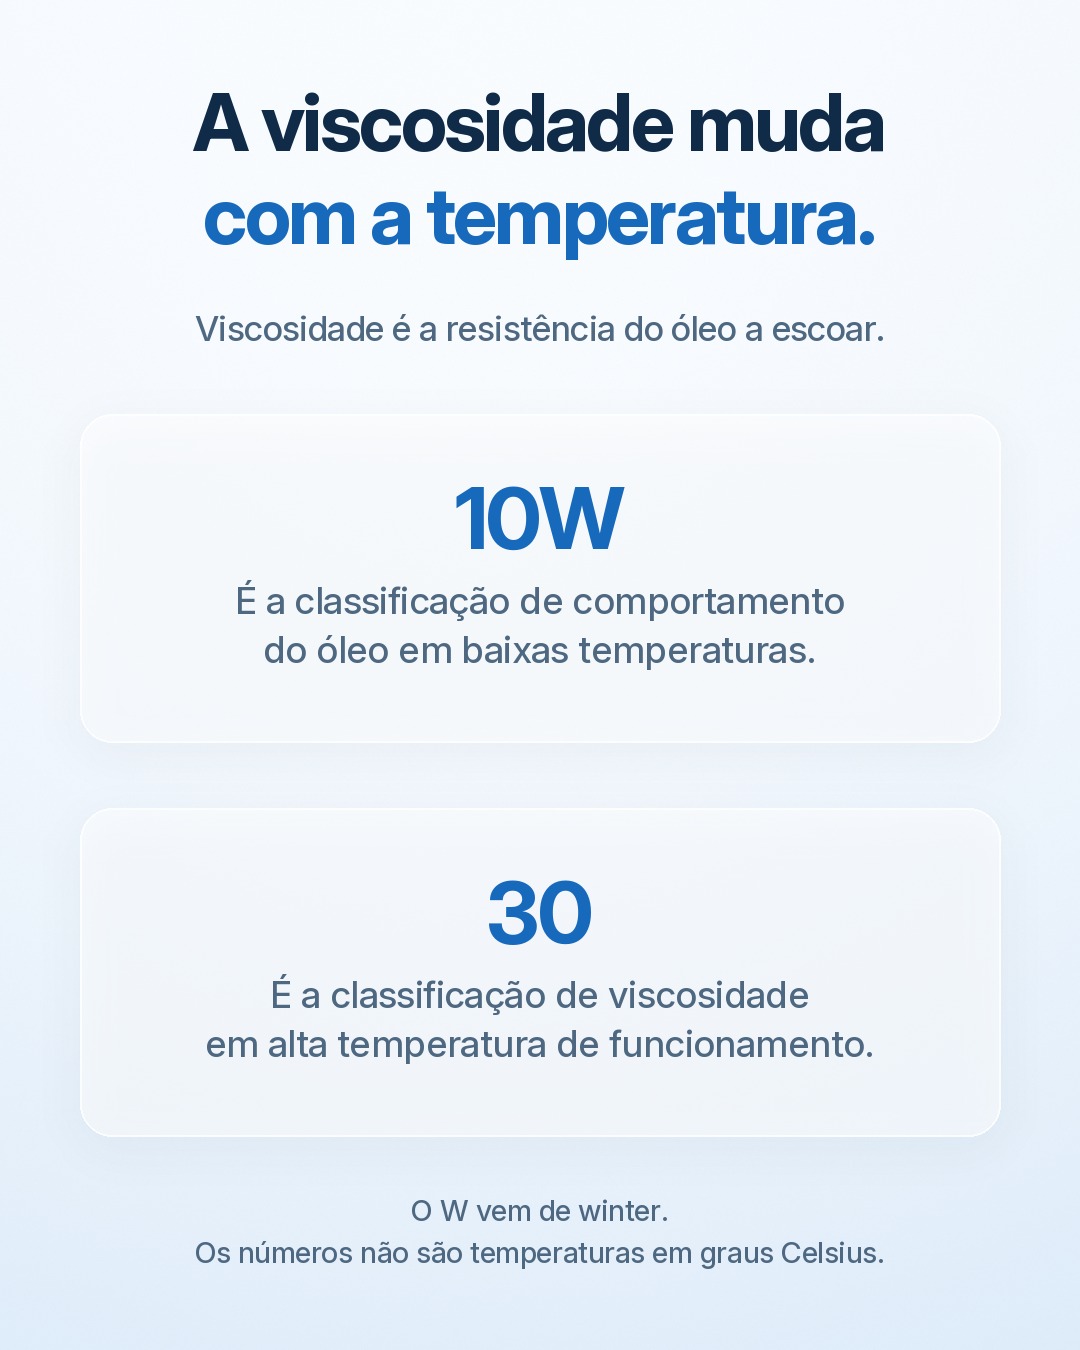 A viscosidade muda
com a temperatura.
Viscosidade é a resistência do óleo a escoar.
10W
É a classificação de comportamento
do óleo em baixas temperaturas.
30
É a classificação de viscosidade
em alta temperatura de funcionamento.
O W vem de winter.
Os números não são temperaturas em graus Celsius.